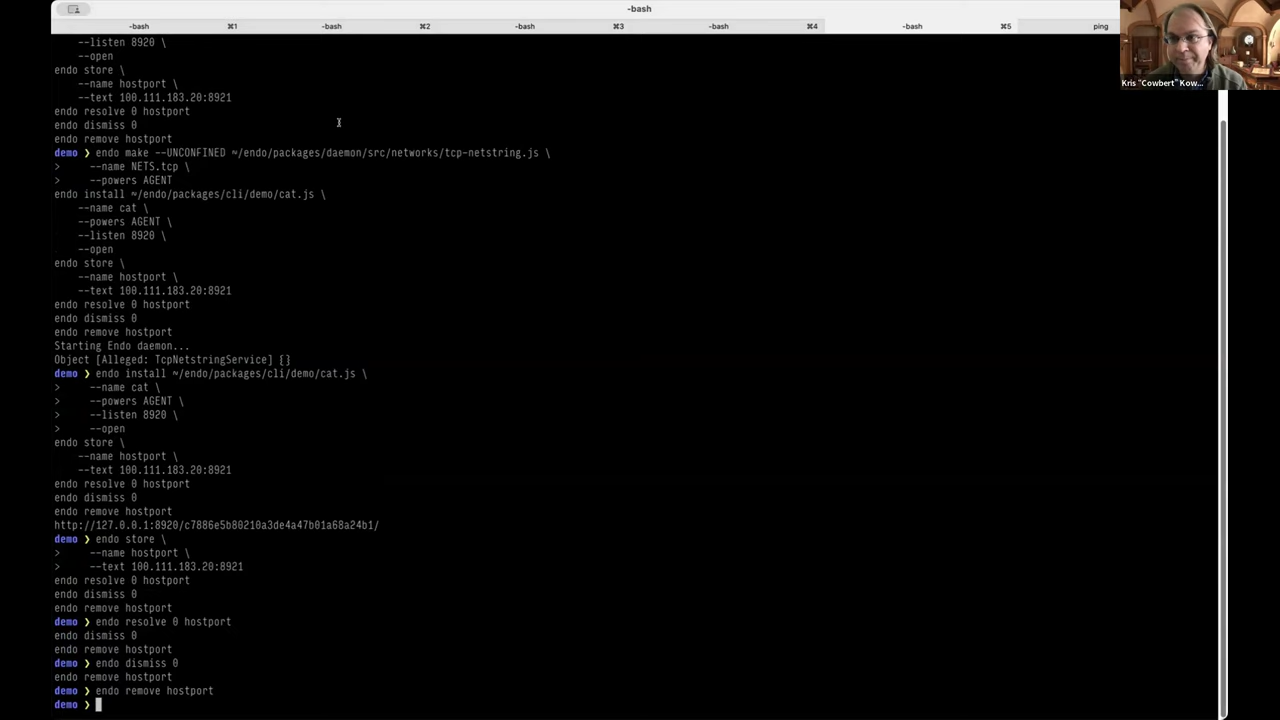 -bash
-bash ⌘1 -bash ⌘2 -bash ⌘3 -bash ⌘4 -bash ⌘5 ping
Kris "Cowbert" Kow...
    --listen 8920 \
    --open
endo store \
    --name hostport \
    --text 100.111.183.20:8921
endo resolve 0 hostport
endo dismiss 0
endo remove hostport
demo ❯ endo make --UNCONFINED ~/endo/packages/daemon/src/networks/tcp-netstring.js \
>     --name NETS.tcp \
>     --powers AGENT
endo install ~/endo/packages/cli/demo/cat.js \
    --name cat \
    --powers AGENT \
    --listen 8920 \
    --open
endo store \
    --name hostport \
    --text 100.111.183.20:8921
endo resolve 0 hostport
endo dismiss 0
endo remove hostport
Starting Endo daemon...
Object [Alleged: TcpNetstringService] {}
demo ❯ endo install ~/endo/packages/cli/demo/cat.js \
>     --name cat \
>     --powers AGENT \
>     --listen 8920 \
>     --open
endo store \
    --name hostport \
    --text 100.111.183.20:8921
endo resolve 0 hostport
endo dismiss 0
endo remove hostport
http://127.0.0.1:8920/c7886e5b80210a3de4a47b01a68a24b1/
demo ❯ endo store \
>     --name hostport \
>     --text 100.111.183.20:8921
endo resolve 0 hostport
endo dismiss 0
endo remove hostport
demo ❯ endo resolve 0 hostport
endo dismiss 0
endo remove hostport
demo ❯ endo dismiss 0
endo remove hostport
demo ❯ endo remove hostport
demo ❯